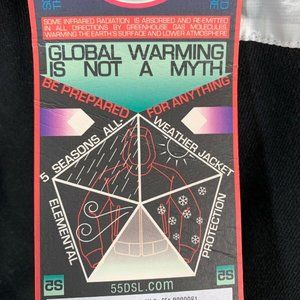 SOME INFRARED RADIATION IS ABSORBED AND RE-EMITTED
IN ALL DIRECTIONS BY GREENHOUSE GAS MOLECULES,
WARMING THE EARTH'S SURFACE AND LOWER ATMOSPHERE
GLOBAL WARMING
IS NOT A MYTH
BE PREPARED FOR ANYTHING
5 SEASONS ALL-WEATHER JACKET
ELEMENTAL PROTECTION
55DSL.com
55
55